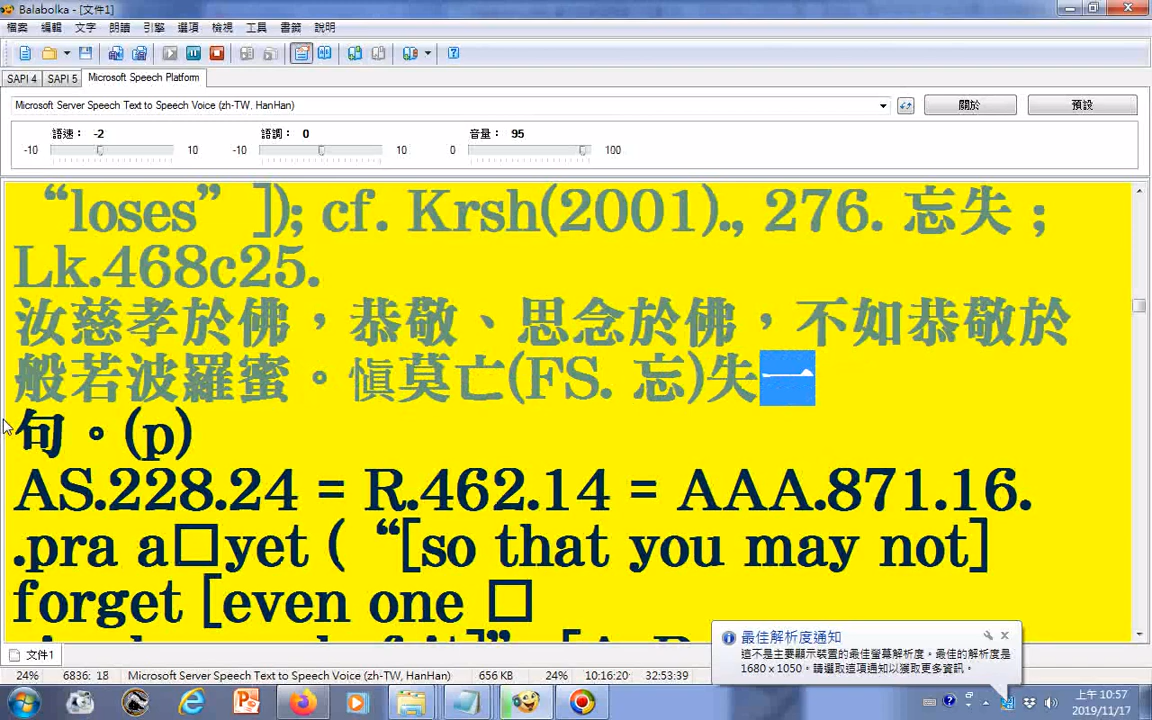 Balabolka - [文件1]
檔案 編輯 文字 朗讀 引擎 選項 檢視 工具 書籤 說明
SAPI 4 SAPI 5 Microsoft Speech Platform
Microsoft Server Speech Text to Speech Voice (zh-TW, HanHan) 關於 預設
語速： -2 語調： 0 音量： 95
-10 10 -10 10 0 100
“loses” ]); cf. Krsh(2001)., 276. 忘失；
Lk.468c25.
汝慈孝於佛，恭敬、思念於佛，不如恭敬於
般若波羅蜜。慎莫亡(FS. 忘)失一
句。(p)
AS.228.24 = R.462.14 = AAA.871.16.
.pra a□yet ( “[so that you may not]
forget [even one □
文件1
最佳解析度通知
這不是主要顯示裝置的最佳螢幕解析度。最佳的解析度是
1680 x 1050。請選取這項通知以獲取更多資訊。
24% 6836: 18 Microsoft Server Speech Text to Speech Voice (zh-TW, HanHan) 656 KB 24% 10:16:20 32:53:39
上午 10:57
2019/11/17